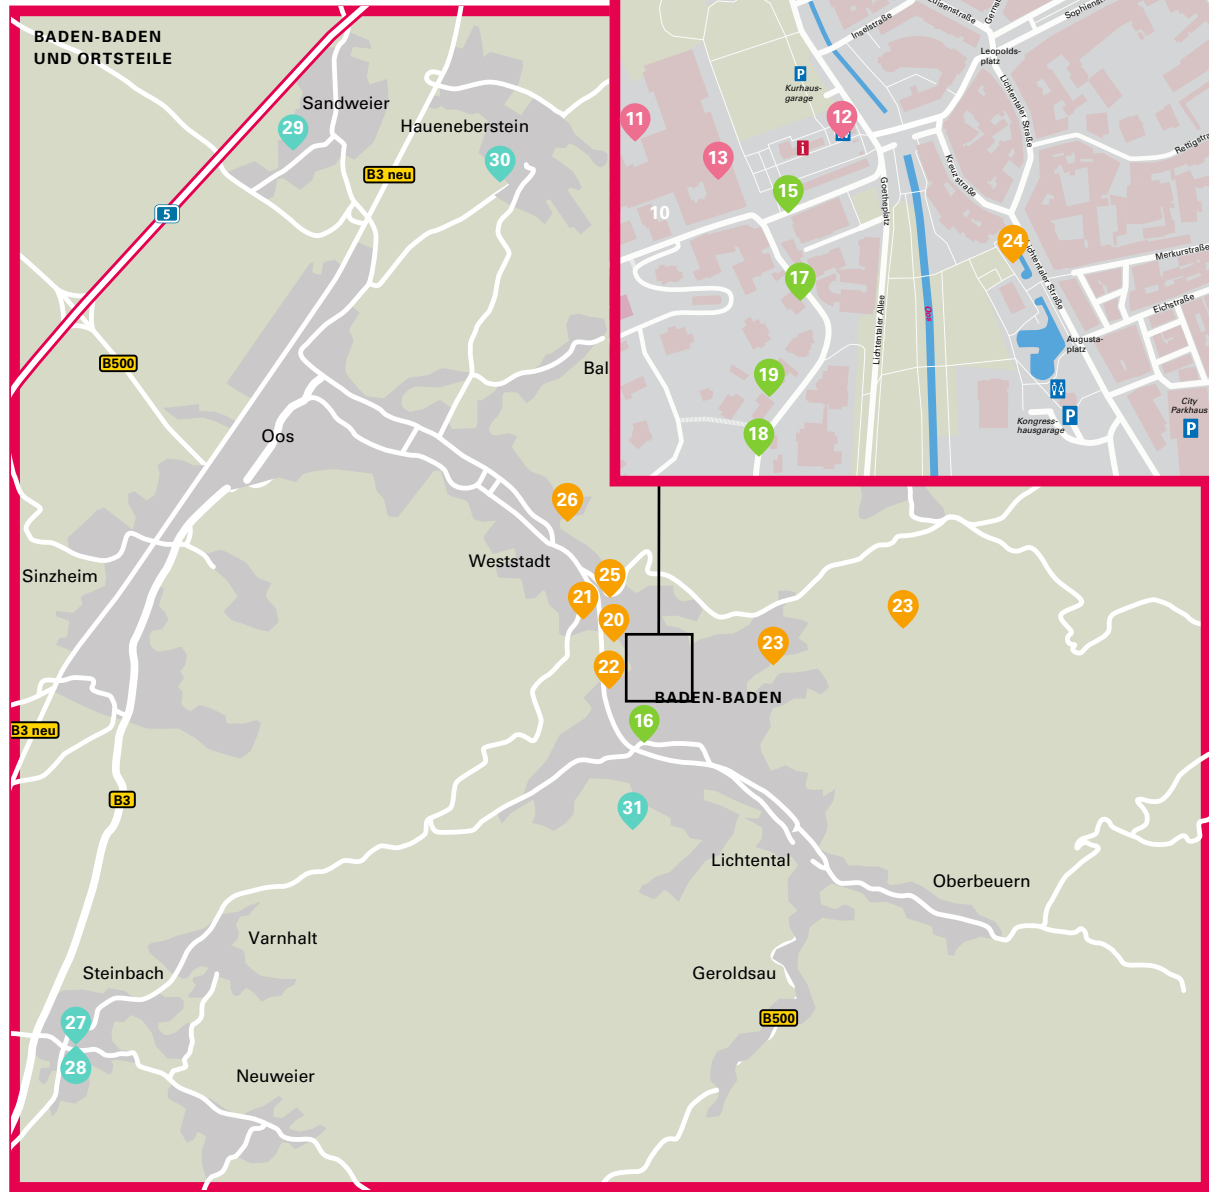 BADEN-BADEN
UND ORTSTEILE
Sandweier
29
Haueneberstein
30
B3 neu
5
B500
Bal
Oos
26
Weststadt
25
21
20
22
23
23
Sinzheim
BADEN-BADEN
16
B3 neu
B3
31
Lichtental
Oberbeuern
Varnhalt
Steinbach
Geroldsau
B500
27
28
Neuweier
Inselstraße
Luisenstraße
Gernsb
Sophienst
Leopolds-
platz
P
Kurhaus-
garage
Lichtentaler Straße
11
12
13
i
15
10
Rettigstr
Kreuzstraße
Goetheplatz
24
Lichtentaler Straße
Merkurstraße
17
Eichstraße
Oos
Lichtentaler Allee
Augusta-
platz
19
18
Kongress-
hausgarage
P
City
Parkhaus
P